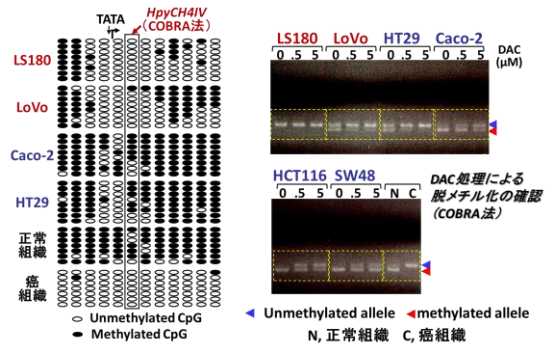 TATA
HpyCH4IV
(COBRA法)
LS180
LoVo
Caco-2
HT29
正常
組織
癌
組織
Unmethylated CpG
Methylated CpG
LS180 LoVo HT29 Caco-2
0 .5 5 0 .5 5 0 .5 5 0 .5 5
DAC
(μM)
HCT116 SW48
0 .5 5 0 .5 5 N C
DAC処理による
脱メチル化の確認
(COBRA法)
Unmethylated allele methylated allele
N, 正常組織 C, 癌組織